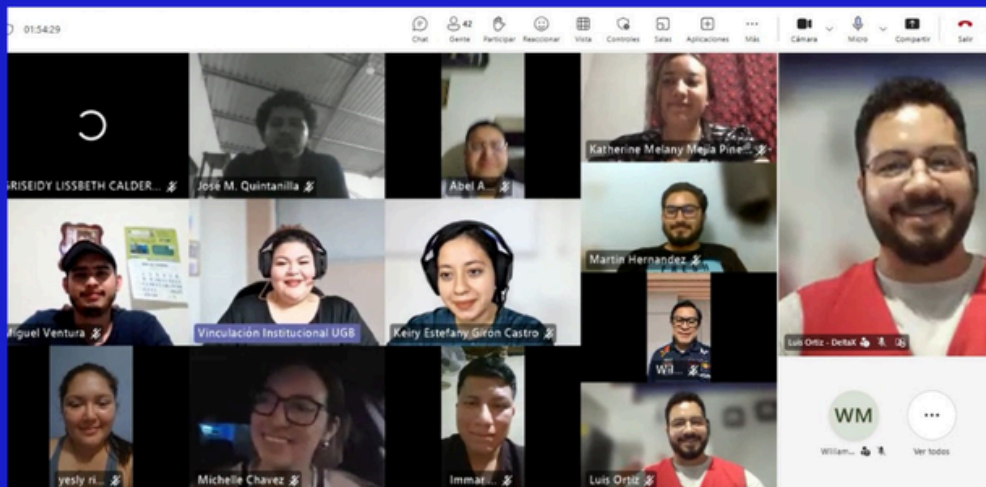 01:54:29
Chat
42
Gente
Participar
Reaccionar
Vista
Controles
Salas
Aplicaciones
Más
Cámara
Micro
Compartir
Salir
GRISEIDY LISSBETH CALDER...
Jose M. Quintanilla
Abel A...
Katherine Melany Mejia Pine...
Martin Hernandez
Miguel Ventura
Vinculación Institucional UGB
Keiry Estefany Giron Castro
Wil...
Luis Ortiz - DeltaX
yesly ri...
Michelle Chavez
Immar...
Luis Ortiz
WM
William...
...
Ver todos